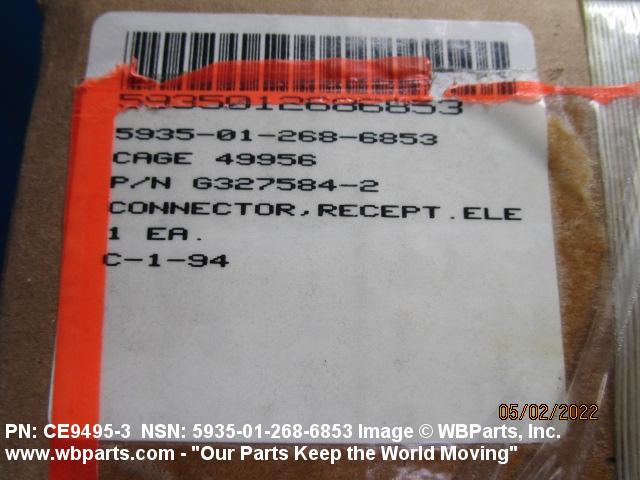 5935012686853
5935-01-268-6853
CAGE 49956
P/N G327584-2
CONNECTOR,RECEPT.ELE
1 EA.
C-1-94
05/02/2022
PN: CE9495-3 NSN: 5935-01-268-6853 Image © WBParts, Inc.
www.wbparts.com - "Our Parts Keep the World Moving"